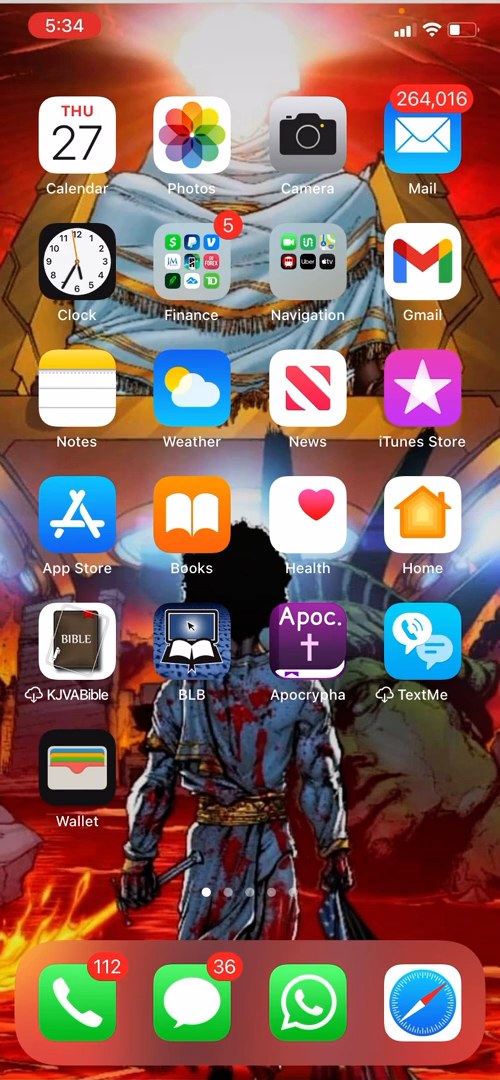 5:34
264,016
THU
27
Calendar
Photos
Camera
Mail
5
Clock
Finance
Navigation
Gmail
Notes
Weather
News
iTunes Store
App Store
Books
Health
Home
BIBLE
Apoc.
KJVABible
BLB
Apocrypha
TextMe
Wallet
112
36